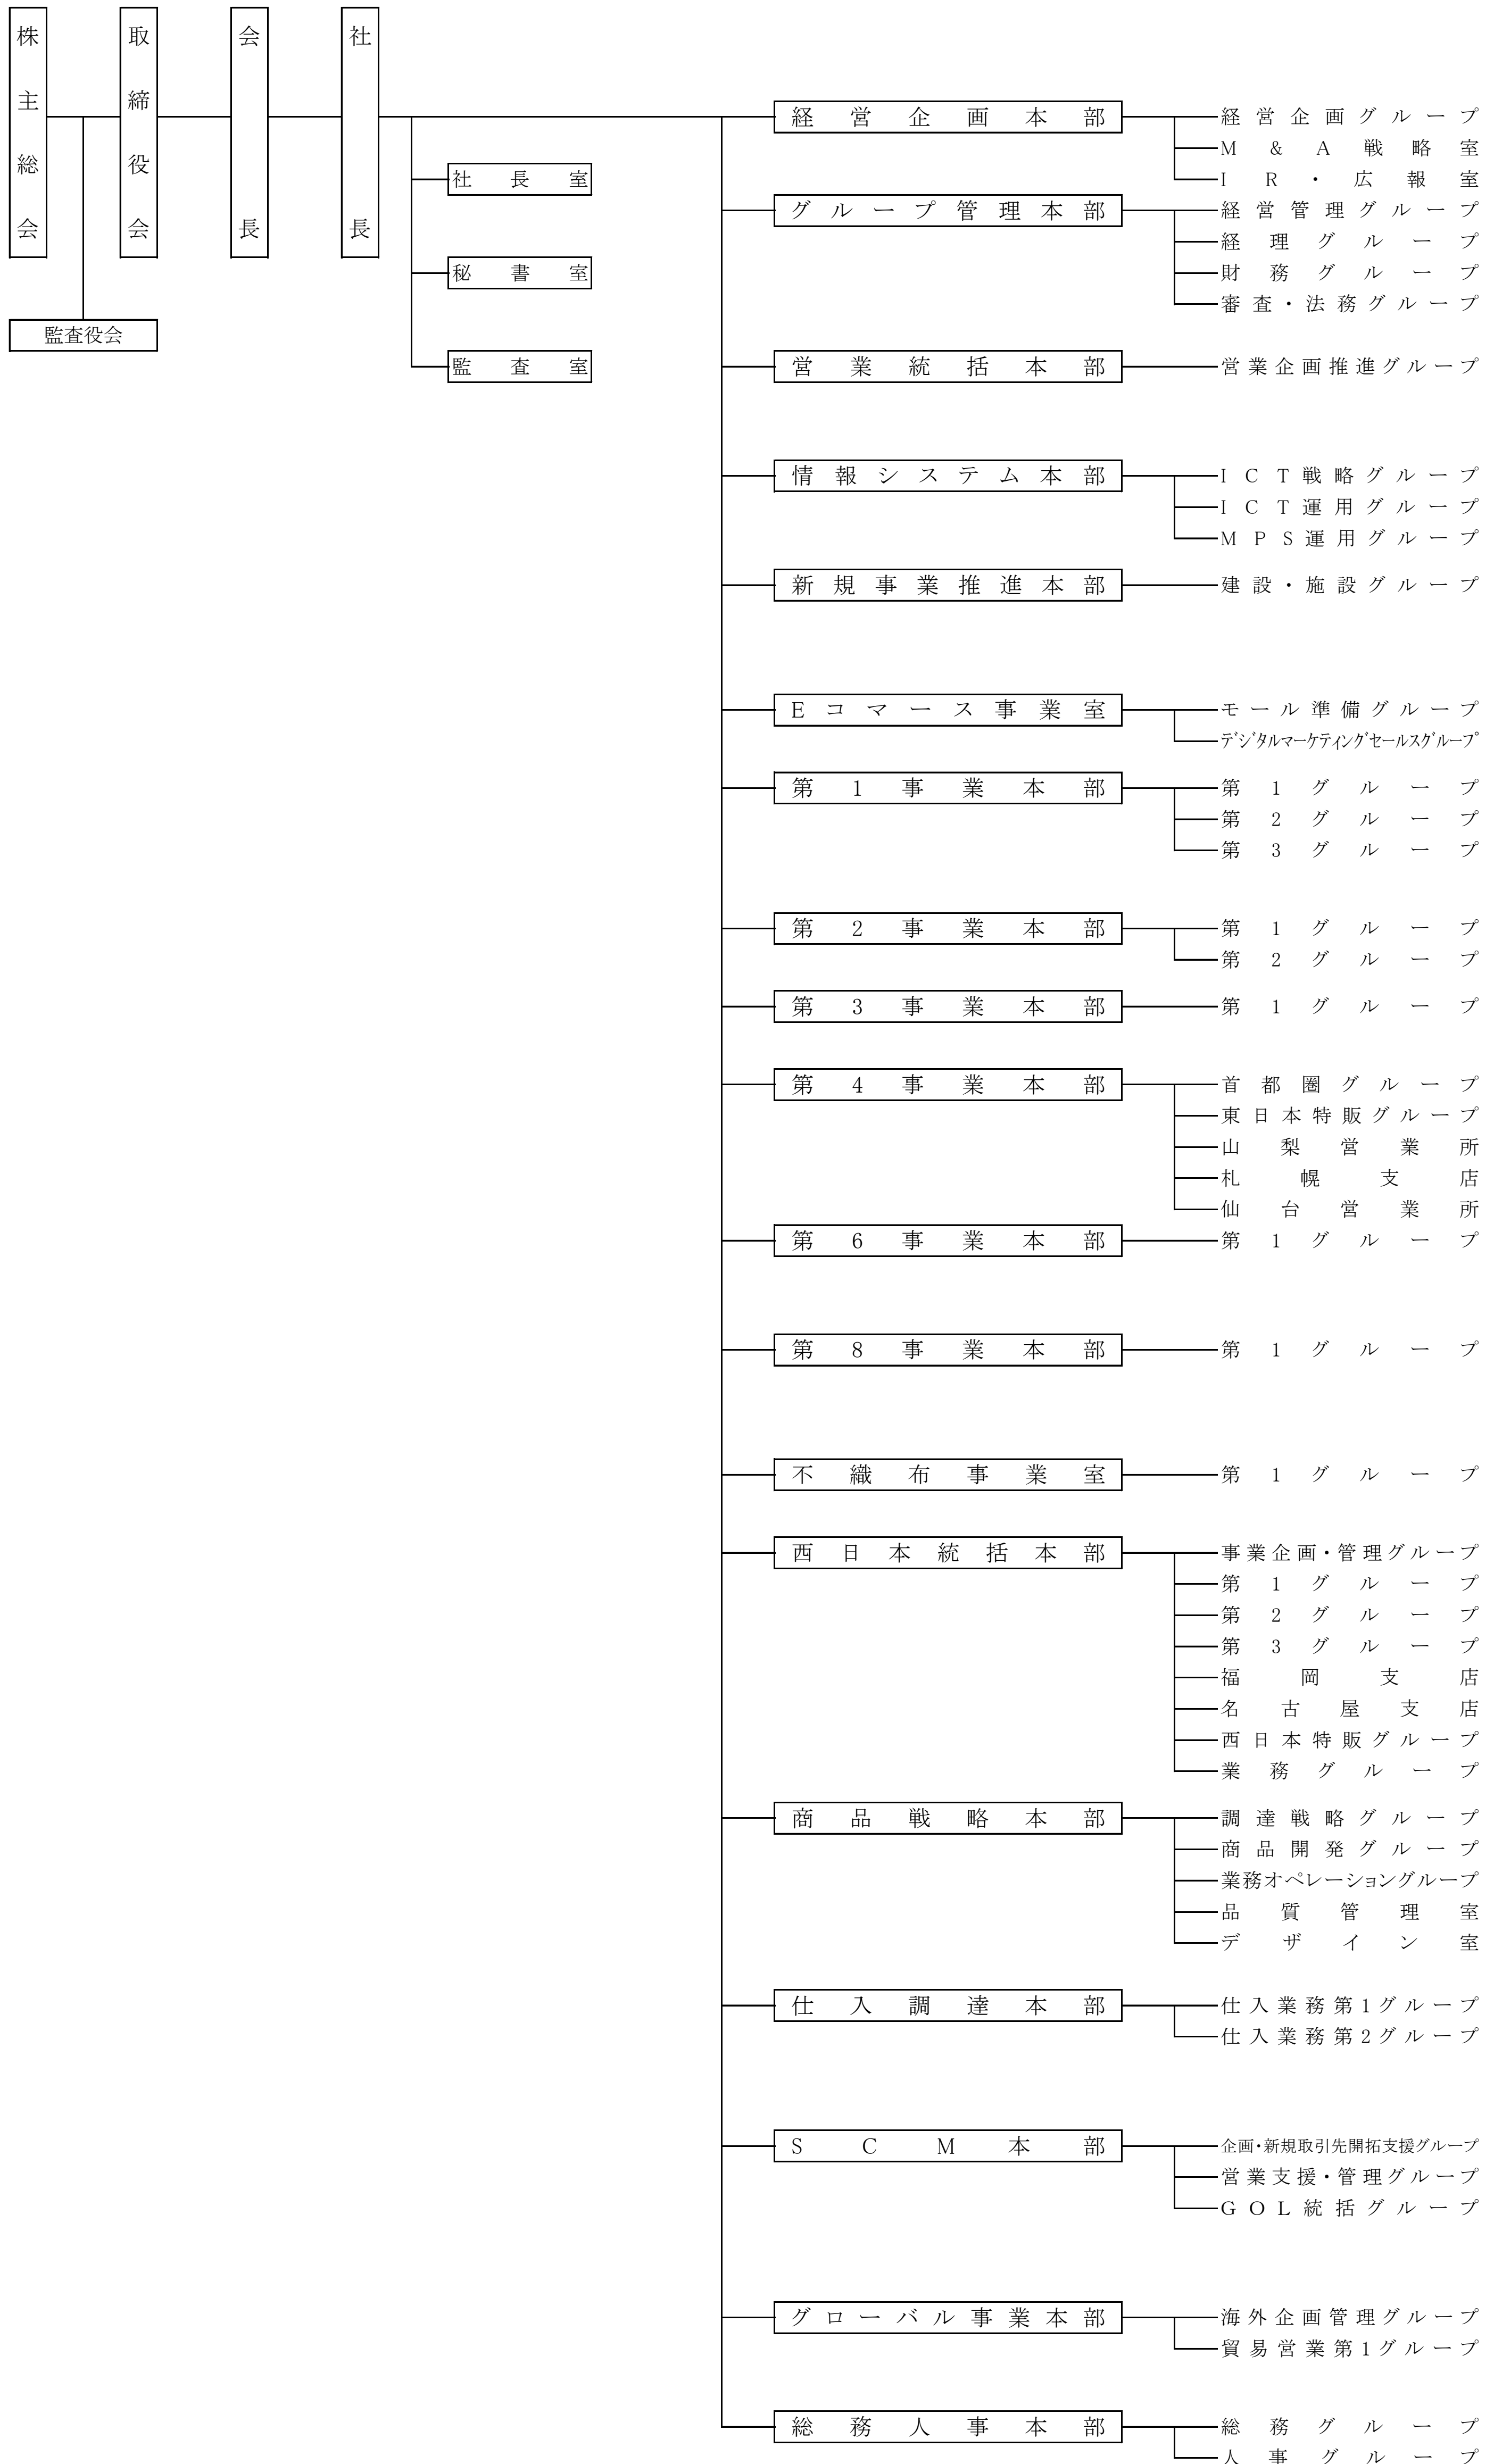 株主総会
取締役会
会長
社長
監査役会
社長室
秘書室
監査室
経営企画本部
経営企画グループ
M&A戦略室
IR・広報室
グループ管理本部
経営管理グループ
経理グループ
財務グループ
審査・法務グループ
営業統括本部
営業企画推進グループ
情報システム本部
ICT戦略グループ
ICT運用グループ
MPS運用グループ
新規事業推進本部
建設・施設グループ
Eコマース事業室
モール準備グループ
デジタルマーケティングセールスグループ
第1事業本部
第1グループ
第2グループ
第3グループ
第2事業本部
第1グループ
第2グループ
第3事業本部
第1グループ
第4事業本部
首都圏グループ
東日本特販グループ
山梨営業所
札幌支店
仙台営業所
第6事業本部
第1グループ
第8事業本部
第1グループ
不織布事業室
第1グループ
西日本統括本部
事業企画・管理グループ
第1グループ
第2グループ
第3グループ
福岡支店
名古屋支店
西日本特販グループ
業務グループ
商品戦略本部
調達戦略グループ
商品開発グループ
業務オペレーショングループ
品質管理室
デザイン室
仕入調達本部
仕入業務第1グループ
仕入業務第2グループ
SCM本部
企画・新規取引先開拓支援グループ
営業支援・管理グループ
GOL統括グループ
グローバル事業本部
海外企画管理グループ
貿易営業第1グループ
総務人事本部
総務グループ
人事グループ